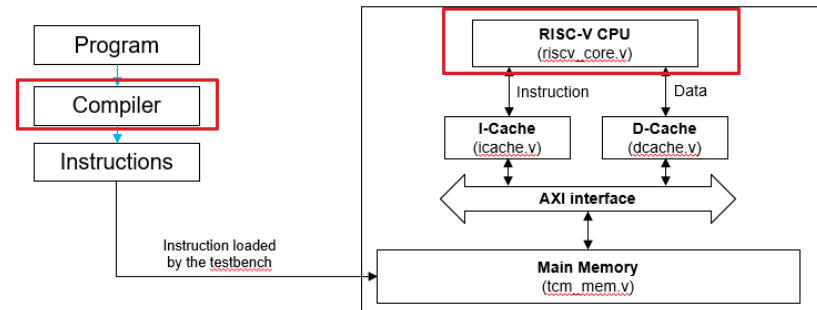 Program
Compiler
Instructions
Instruction loaded
by the testbench
RISC-V CPU
(riscv_core.v)
Instruction
Data
I-Cache
(icache.v)
D-Cache
(dcache.v)
AXI interface
Main Memory
(tcm_mem.v)